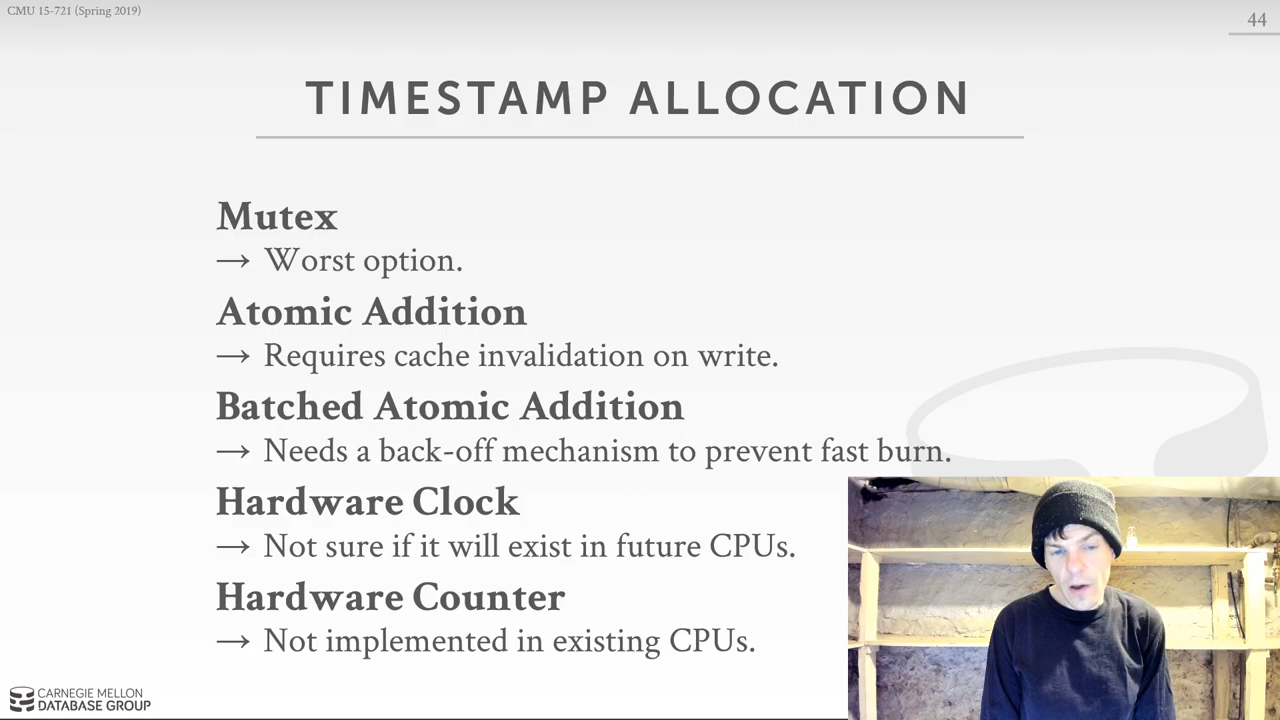 CMU 15-721 (Spring 2019)
44
TIMESTAMP ALLOCATION
Mutex
→ Worst option.
Atomic Addition
→ Requires cache invalidation on write.
Batched Atomic Addition
→ Needs a back-off mechanism to prevent fast burn.
Hardware Clock
→ Not sure if it will exist in future CPUs.
Hardware Counter
→ Not implemented in existing CPUs.
CARNEGIE MELLON
DATABASE GROUP